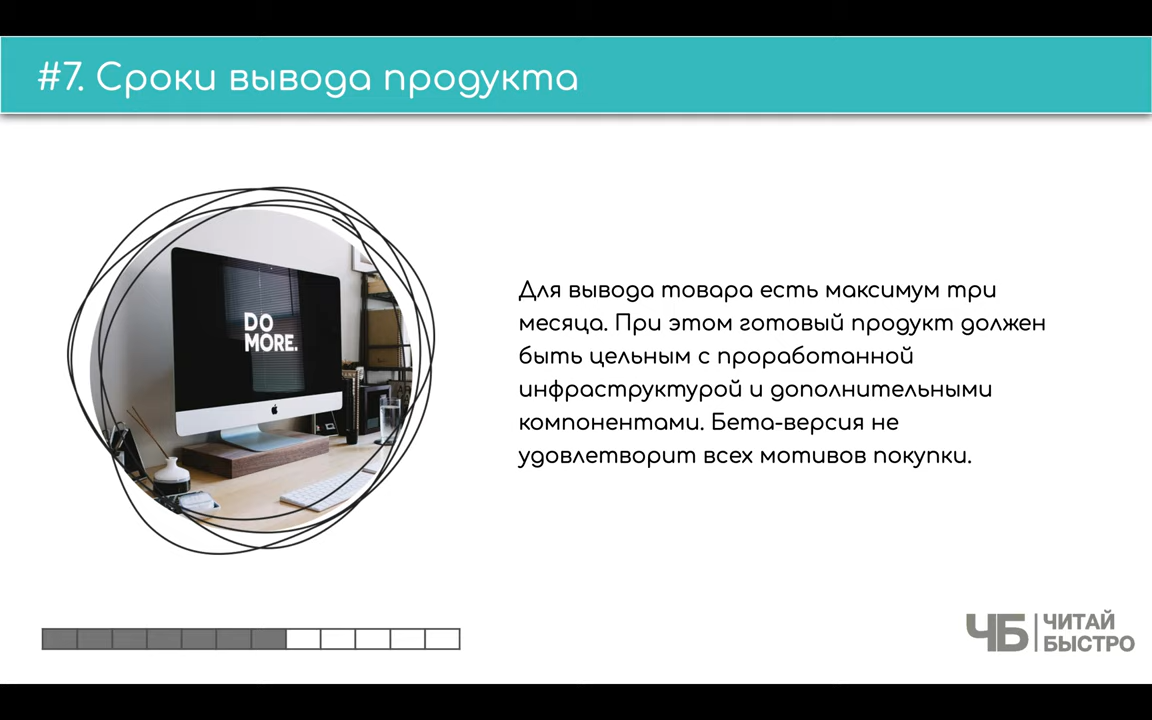 #7. Сроки вывода продукта
DO
MORE.
Для вывода товара есть максимум три
месяца. При этом готовый продукт должен
быть цельным с проработанной
инфраструктурой и дополнительными
компонентами. Бета-версия не
удовлетворит всех мотивов покупки.
ЧБ
ЧИТАЙ
БЫСТРО